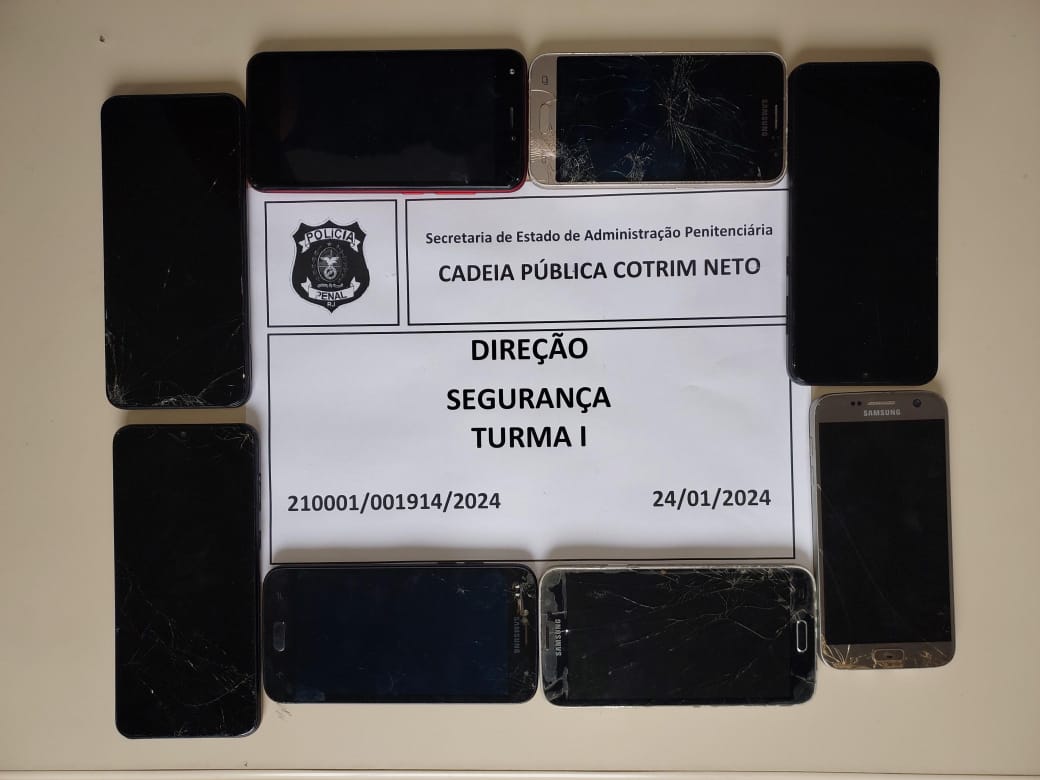 SAMSUNG
POLICIA
PENAL
RJ
Secretaria de Estado de Administração Penitenciária
CADEIA PÚBLICA COTRIM NETO
DIREÇÃO
SEGURANÇA
TURMA I
210001/001914/2024
24/01/2024
SAMSUNG
SAMSUNG
SAMSUNG